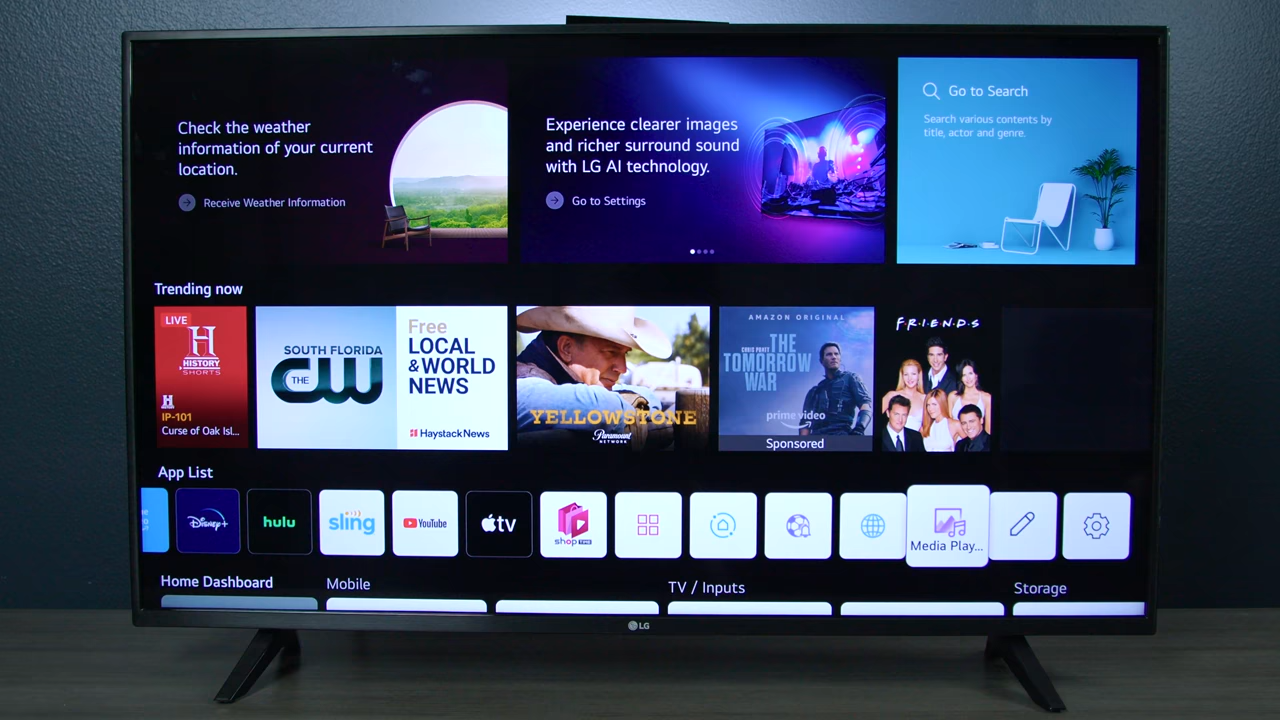 Check the weather
information of your current
location.
Receive Weather Information
Experience clearer images
and richer surround sound
with LG AI technology.
Go to Settings
Go to Search
Search various contents by
title, actor and genre.
Trending now
LIVE
H
HISTORY
SHORTS
H
IP-101
Curse of Oak Isl...
SOUTH FLORIDA
THE CW
Free
LOCAL
& WORLD
NEWS
Haystack News
YELLOWSTONE
Paramount
NETWORK
AMAZON ORIGINAL
CHRIS PRATT
THE
TOMORROW
WAR
prime video
Sponsored
F·R·I·E·N·D·S
App List
Disney+
hulu
sling
YouTube
tv
shop TIME
Media Play...
Home Dashboard
Mobile
TV / Inputs
Storage
LG